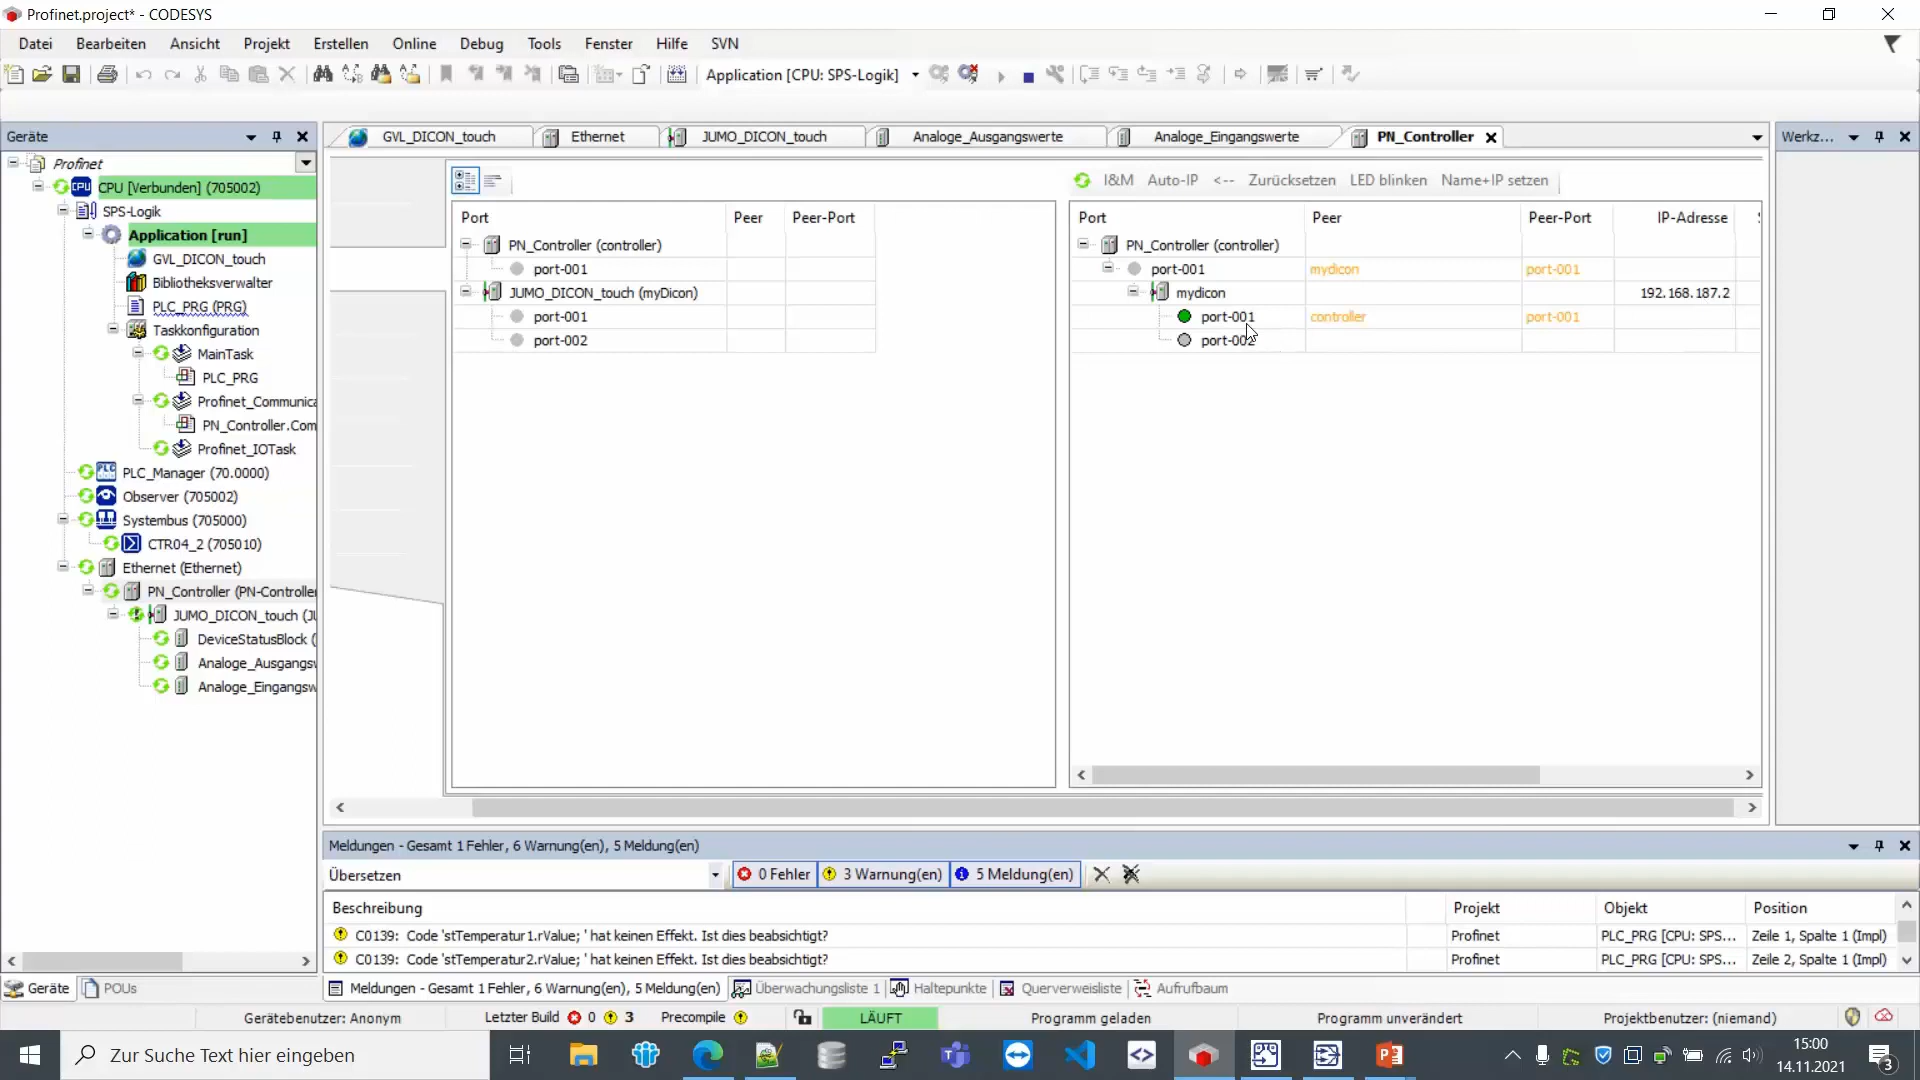 Profinet.project* - CODESYS
Datei Bearbeiten Ansicht Projekt Erstellen Online Debug Tools Fenster Hilfe SVN
Application [CPU: SPS-Logik]
Geräte
GVL_DICON_touch Ethernet JUMO_DICON_touch Analoge_Ausgangswerte Analoge_Eingangswerte PN_Controller
Werkz...
Profinet
CPU [Verbunden] (705002)
SPS-Logik
Application [run]
GVL_DICON_touch
Bibliotheksverwalter
PLC_PRG (PRG)
Taskkonfiguration
MainTask
PLC_PRG
Profinet_Communica
PN_Controller.Com
Profinet_IOTask
PLC_Manager (70.0000)
Observer (705002)
Systembus (705000)
CTR04_2 (705010)
Ethernet (Ethernet)
PN_Controller (PN-Controller
JUMO_DICON_touch (JU
DeviceStatusBlock (
Analoge_Ausgangsw
Analoge_Eingangsw
Geräte POUs
Port Peer Peer-Port
PN_Controller (controller)
port-001
JUMO_DICON_touch (myDicon)
port-001
port-002
I&M Auto-IP <-- Zurücksetzen LED blinken Name+IP setzen
Port Peer Peer-Port IP-Adresse
PN_Controller (controller)
port-001 mydicon port-001
mydicon 192.168.187.2
port-001 controller port-001
port-002
Meldungen - Gesamt 1 Fehler, 6 Warnung(en), 5 Meldung(en)
Übersetzen 0 Fehler 3 Warnung(en) 5 Meldung(en)
Beschreibung Projekt Objekt Position
C0139: Code 'stTemperatur1.rValue; ' hat keinen Effekt. Ist dies beabsichtigt? Profinet PLC_PRG [CPU: SPS... Zeile 1, Spalte 1 (Impl)
C0139: Code 'stTemperatur2.rValue; ' hat keinen Effekt. Ist dies beabsichtigt? Profinet PLC_PRG [CPU: SPS... Zeile 2, Spalte 1 (Impl)
Meldungen - Gesamt 1 Fehler, 6 Warnung(en), 5 Meldung(en) Überwachungsliste 1 Haltepunkte Querverweisliste Aufrufbaum
Gerätebenutzer: Anonym Letzter Build 0 3 Precompile LÄUFT Programm geladen Programm unverändert Projektbenutzer: (niemand)
Zur Suche Text hier eingeben
15:00
14.11.2021
3